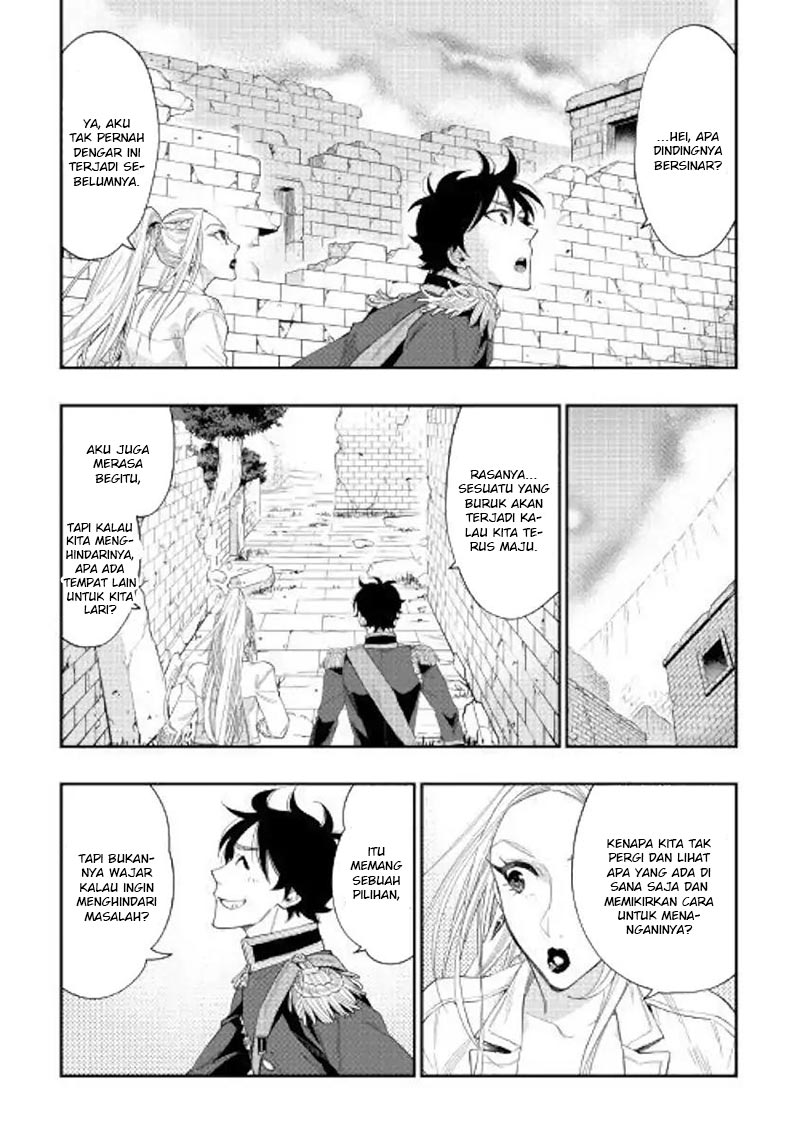 ...HEI, APA
DINDINGNYA
BERSINAR?
YA, AKU
TAK PERNAH
DENGAR INI
TERJADI SE-
BELUMNYA.
RASANYA...
SESUATU YANG
BURUK AKAN
TERJADI KA-
LAU KITA TE-
RUS MAJU.
AKU JUGA
MERASA
BEGITU,
TAPI KALAU
KITA MENG-
HINDARINYA,
APA ADA
TEMPAT LAIN
UNTUK KITA
LARI?
KENAPA KITA TAK
PERGI DAN LIHAT
APA YANG ADA DI
SANA SAJA DAN
MEMIKIRKAN CARA
UNTUK MENA-
NGANINYA?
ITU
MEMANG
SEBUAH
PILIHAN,
TAPI BUKAN-
NYA WAJAR
KALAU INGIN
MENGHINDARI
MASALAH?